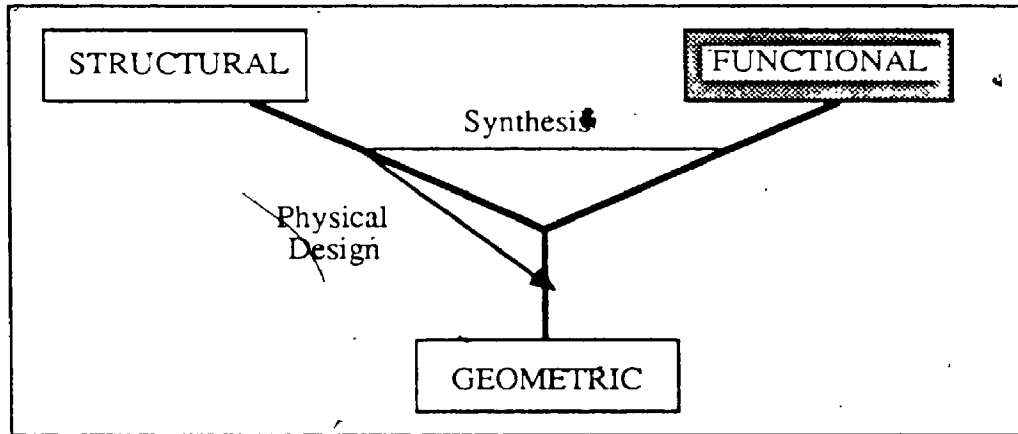 STRUCTURAL
FUNCTIONAL
Synthesis
Physical
Design
GEOMETRIC